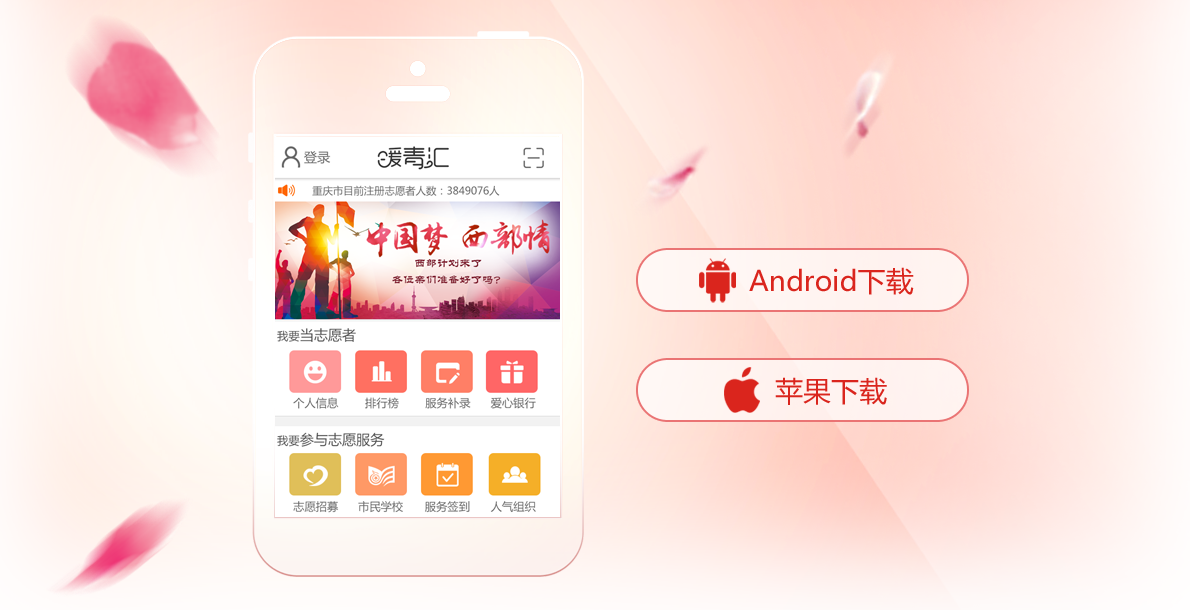 登录
暖青汇
重庆市目前注册志愿者人数：3849076人
中国梦 西部情
西部计划来了
各位亲们准备好了吗?
我要当志愿者
个人信息 排行榜 服务补录 爱心银行
我要参与志愿服务
志愿招募 市民学校 服务签到 人气组织
Android下载
苹果下载